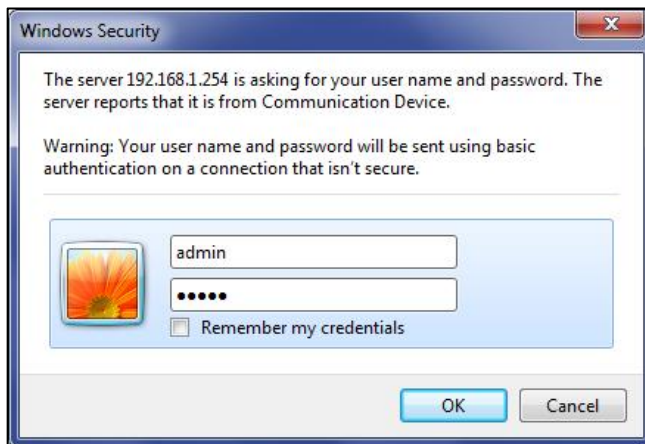 Windows Security
The server 192.168.1.254 is asking for your user name and password. The
server reports that it is from Communication Device.
Warning: Your user name and password will be sent using basic
authentication on a connection that isn't secure.
admin
●●●●●
Remember my credentials
OK
Cancel